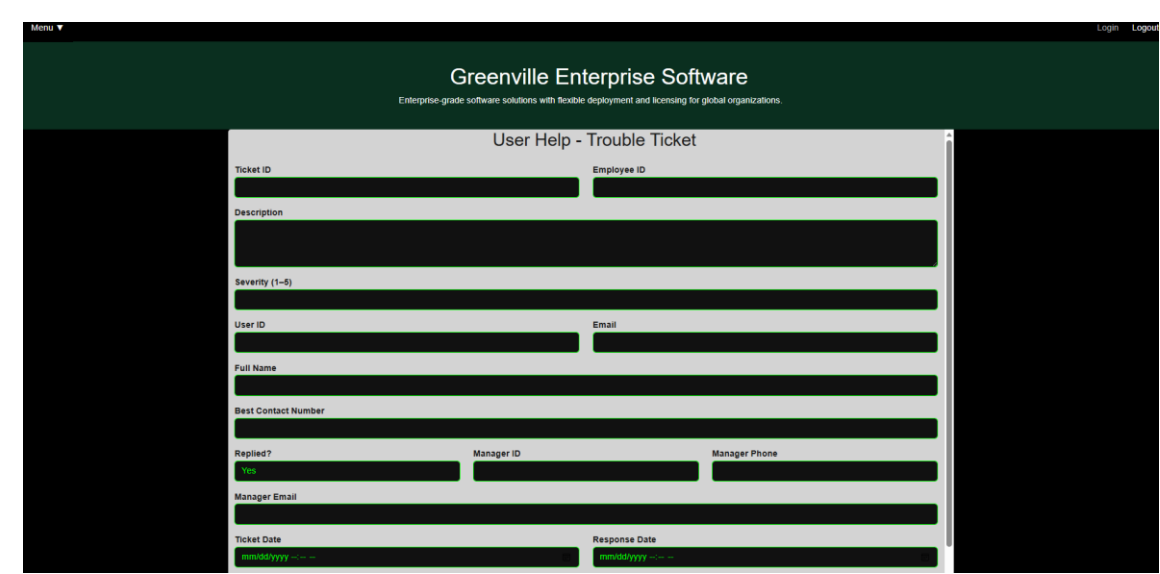 Menu ▼ Login Logout
Greenville Enterprise Software
Enterprise-grade software solutions with flexible deployment and licensing for global organizations.
User Help - Trouble Ticket
Ticket ID Employee ID
Description
Severity (1–5)
User ID Email
Full Name
Best Contact Number
Replied? Manager ID Manager Phone
Yes
Manager Email
Ticket Date Response Date
mm/dd/yyyy --:-- -- mm/dd/yyyy --:-- --